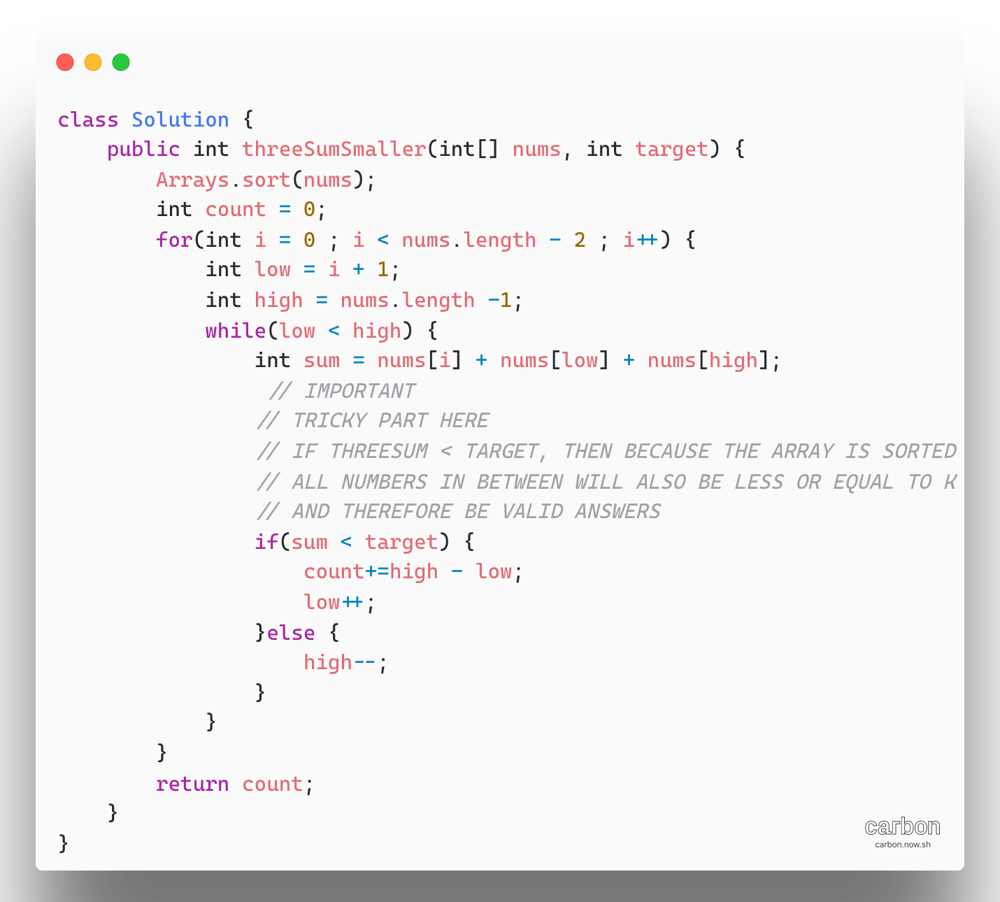 class Solution {
    public int threeSumSmaller(int[] nums, int target) {
        Arrays.sort(nums);
        int count = 0;
        for(int i = 0 ; i < nums.length - 2 ; i++) {
            int low = i + 1;
            int high = nums.length -1;
            while(low < high) {
                int sum = nums[i] + nums[low] + nums[high];
                 // IMPORTANT
                // TRICKY PART HERE
                // IF THREESUM < TARGET, THEN BECAUSE THE ARRAY IS SORTED
                // ALL NUMBERS IN BETWEEN WILL ALSO BE LESS OR EQUAL TO K
                // AND THEREFORE BE VALID ANSWERS
                if(sum < target) {
                    count+=high - low;
                    low++;
                }else {
                    high--;
                }
            }
        }
        return count;
    }
}
carbon
carbon.now.sh